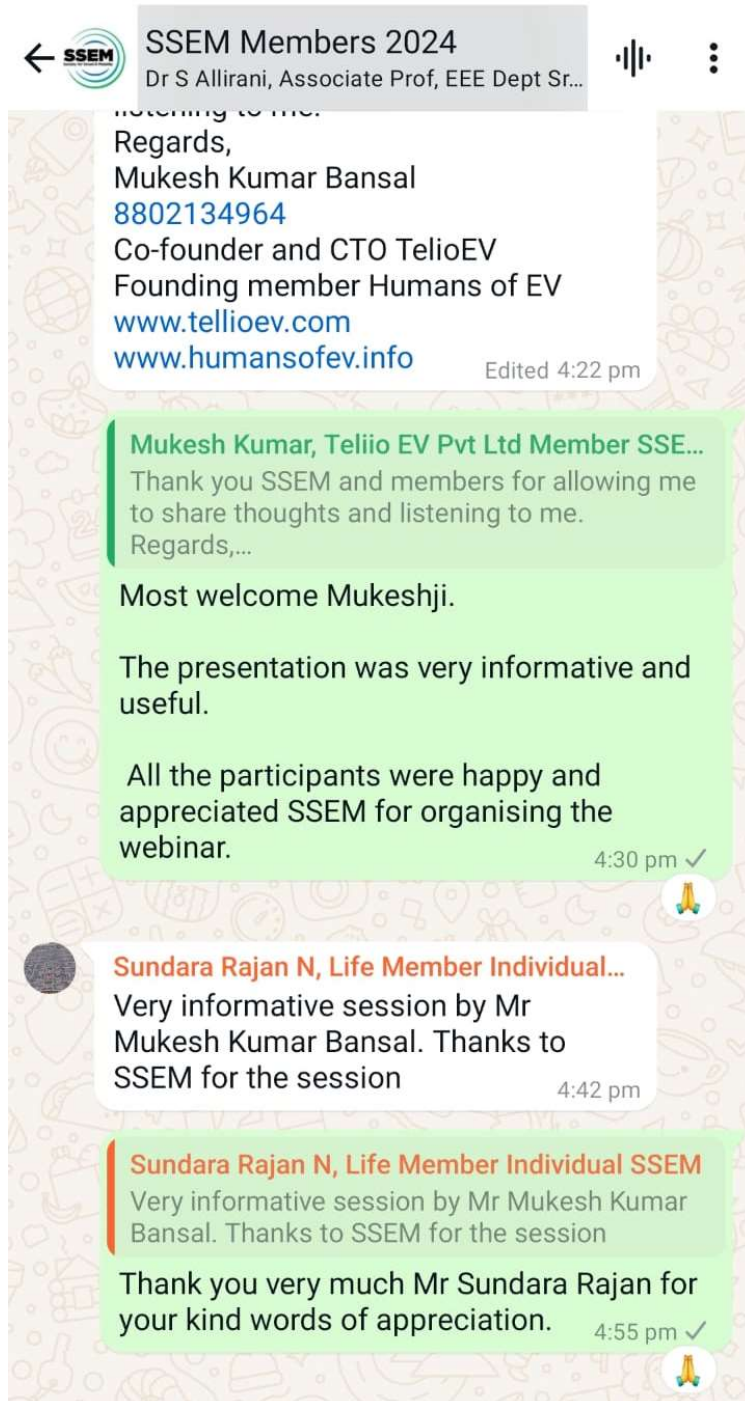 SSEM
SSEM Members 2024
Dr S Allirani, Associate Prof, EEE Dept Sr...
listening to me.
Regards,
Mukesh Kumar Bansal
8802134964
Co-founder and CTO TelioEV
Founding member Humans of EV
www.tellioev.com
www.humansofev.info
Edited 4:22 pm
Mukesh Kumar, Teliio EV Pvt Ltd Member SSE...
Thank you SSEM and members for allowing me
to share thoughts and listening to me.
Regards,...
Most welcome Mukeshji.
The presentation was very informative and
useful.
All the participants were happy and
appreciated SSEM for organising the
webinar.
4:30 pm
Sundara Rajan N, Life Member Individual...
Very informative session by Mr
Mukesh Kumar Bansal. Thanks to
SSEM for the session
4:42 pm
Sundara Rajan N, Life Member Individual SSEM
Very informative session by Mr Mukesh Kumar
Bansal. Thanks to SSEM for the session
Thank you very much Mr Sundara Rajan for
your kind words of appreciation.
4:55 pm